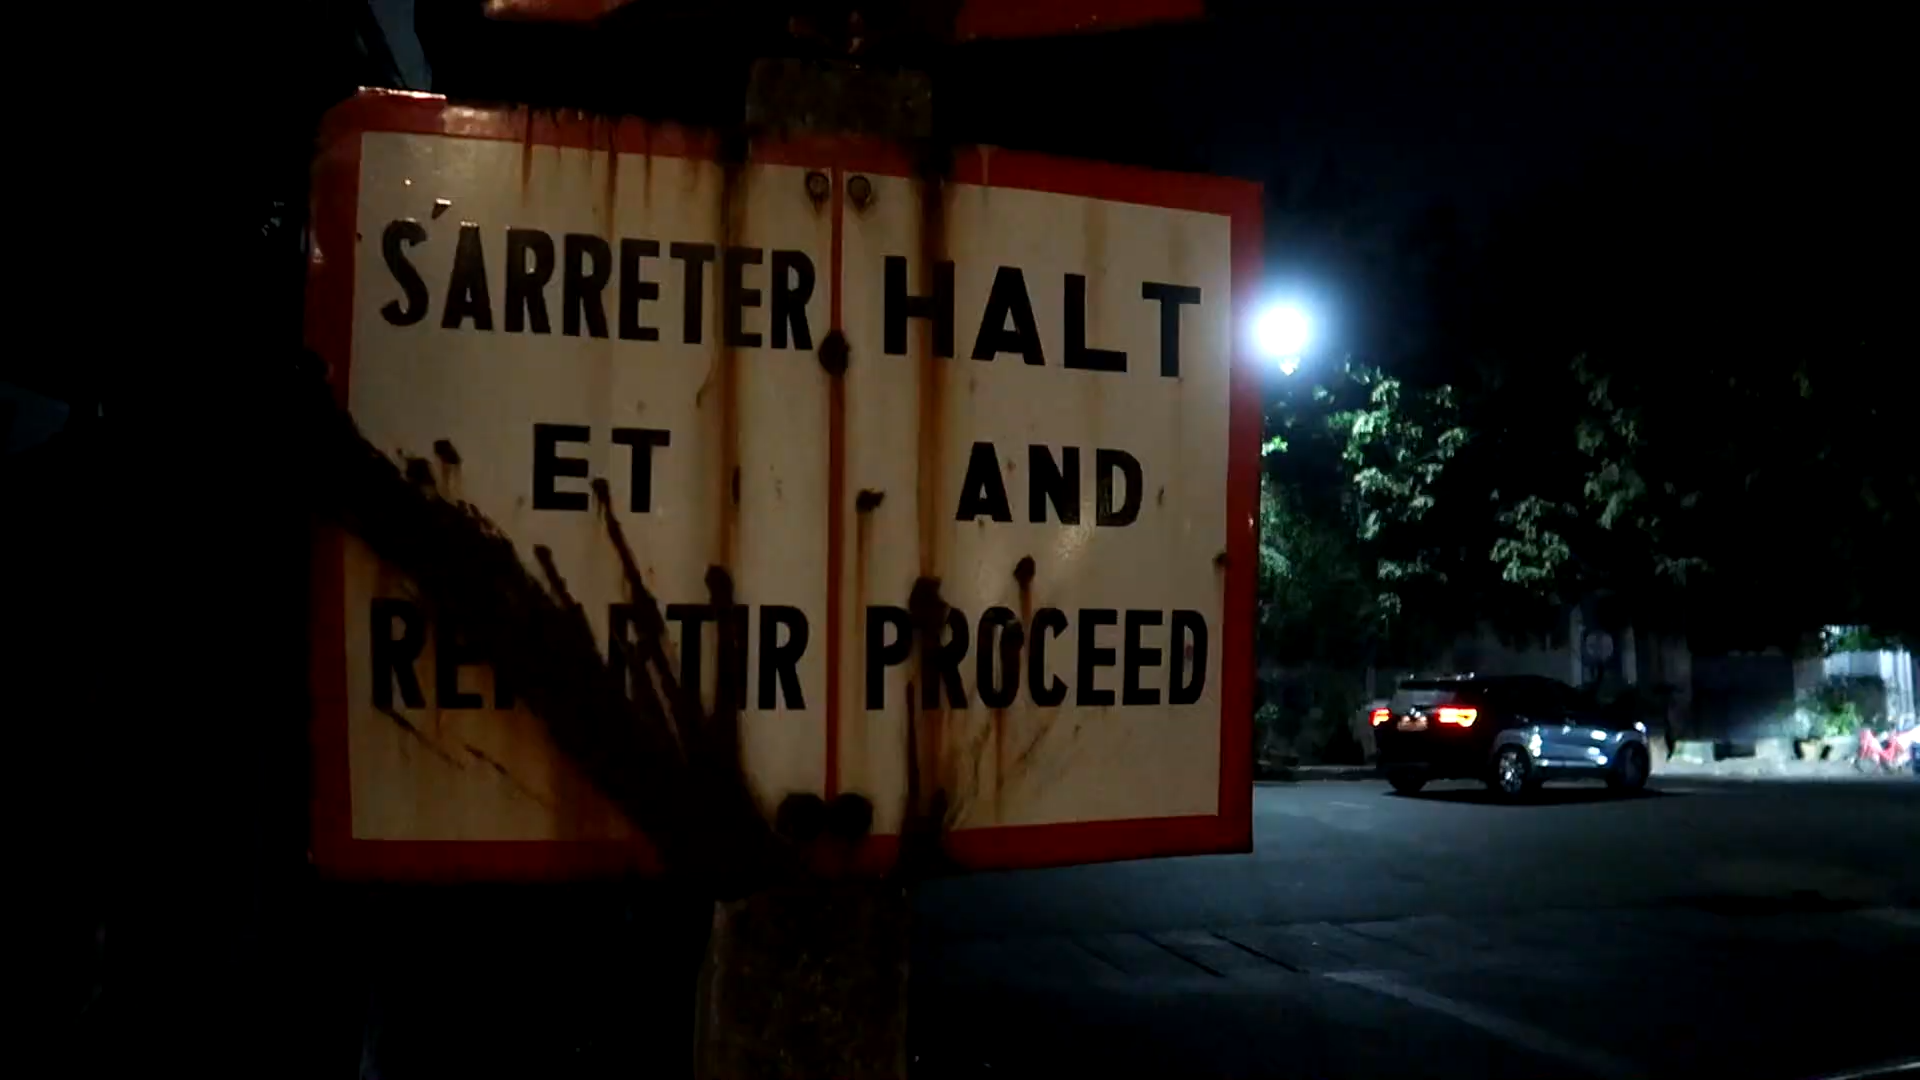 S'ARRETER
ET
REPARTIR
HALT
AND
PROCEED